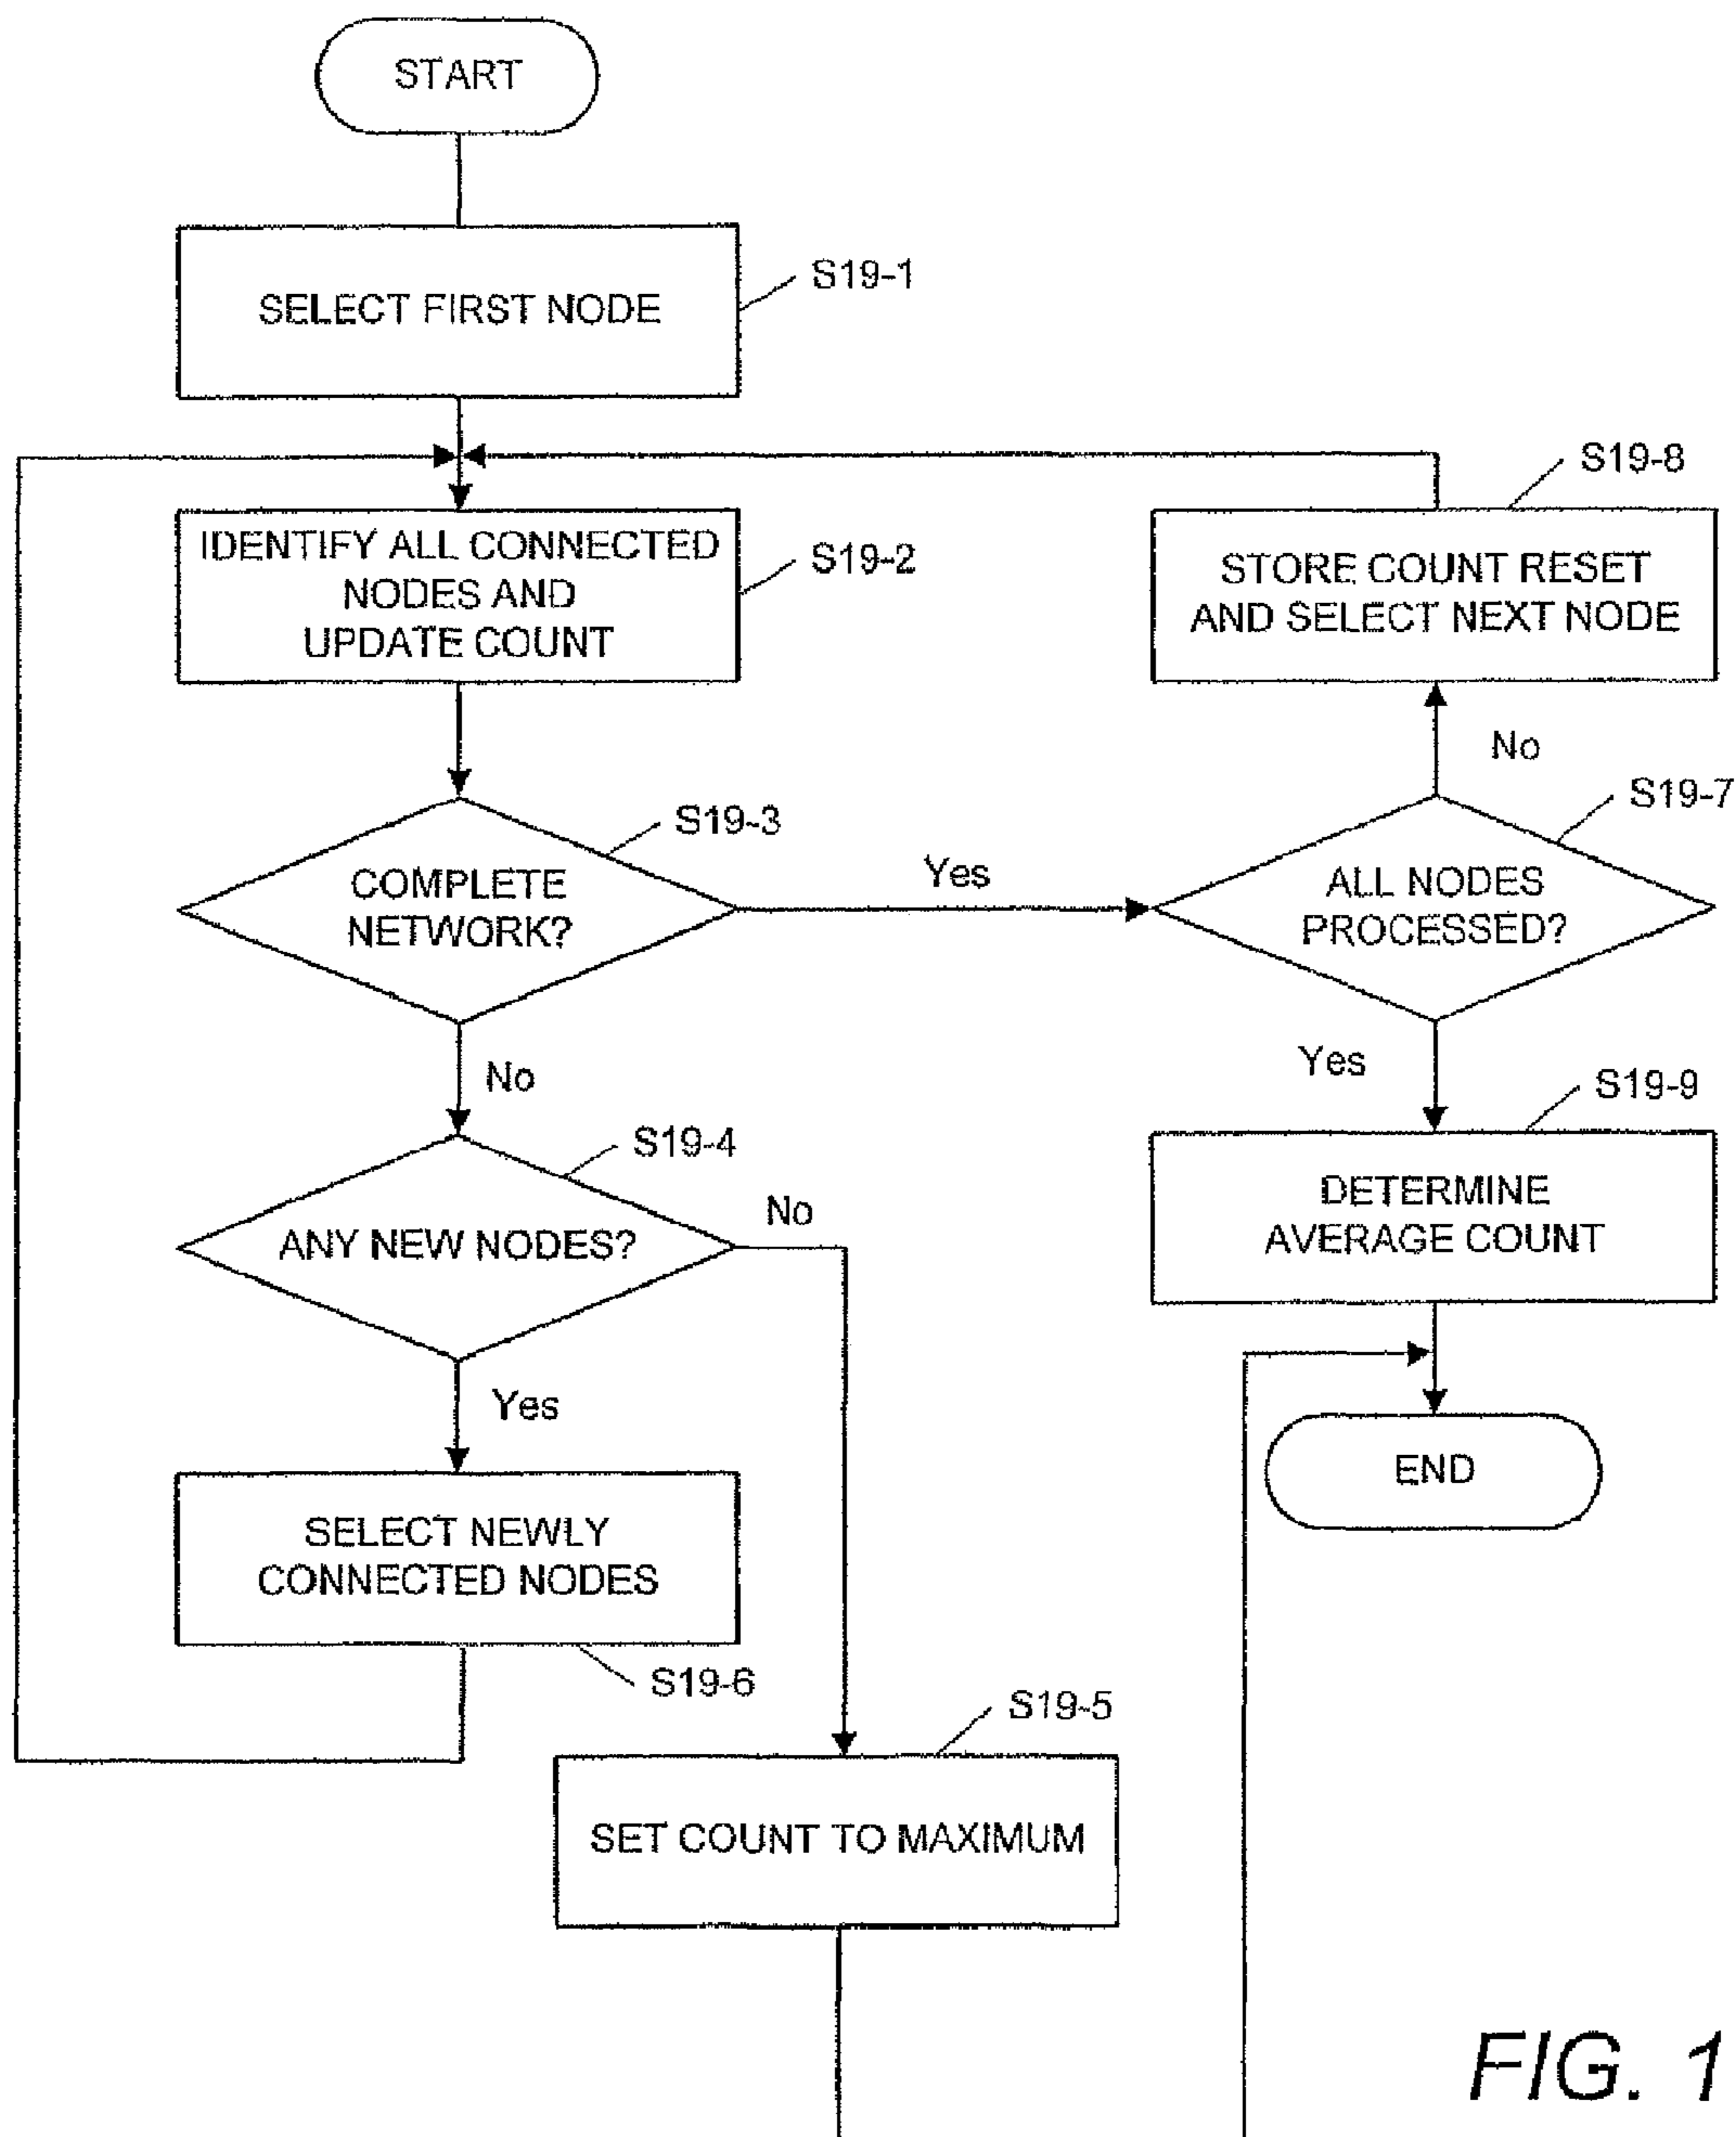 START
SELECT FIRST NODE
S19-1
IDENTIFY ALL CONNECTED
NODES AND
UPDATE COUNT
S19-2
STORE COUNT RESET
AND SELECT NEXT NODE
S19-8
No
COMPLETE
NETWORK?
S19-3
Yes
ALL NODES
PROCESSED?
S19-7
No
Yes
ANY NEW NODES?
S19-4
No
DETERMINE
AVERAGE COUNT
S19-9
Yes
END
SELECT NEWLY
CONNECTED NODES
S19-6
S19-5
SET COUNT TO MAXIMUM
FIG. 1